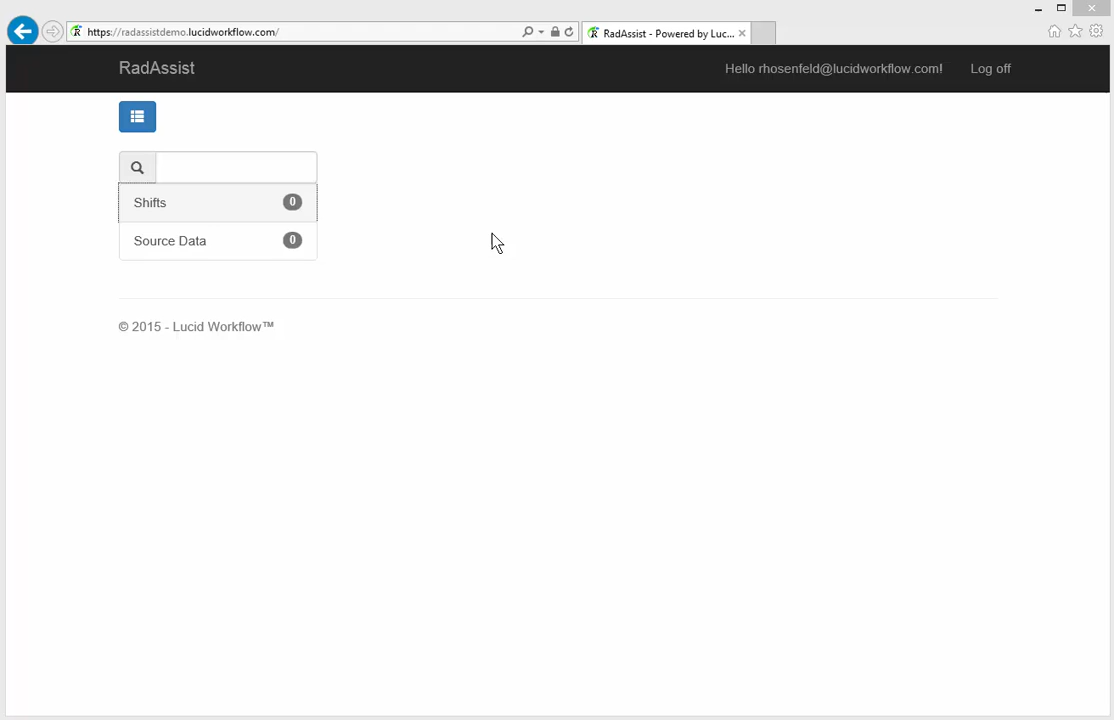 https://radassistdemo.lucidworkflow.com/
RadAssist - Powered by Luc...
RadAssist
Hello rhosenfeld@lucidworkflow.com!
Log off
Shifts 0
Source Data 0
© 2015 - Lucid Workflow™